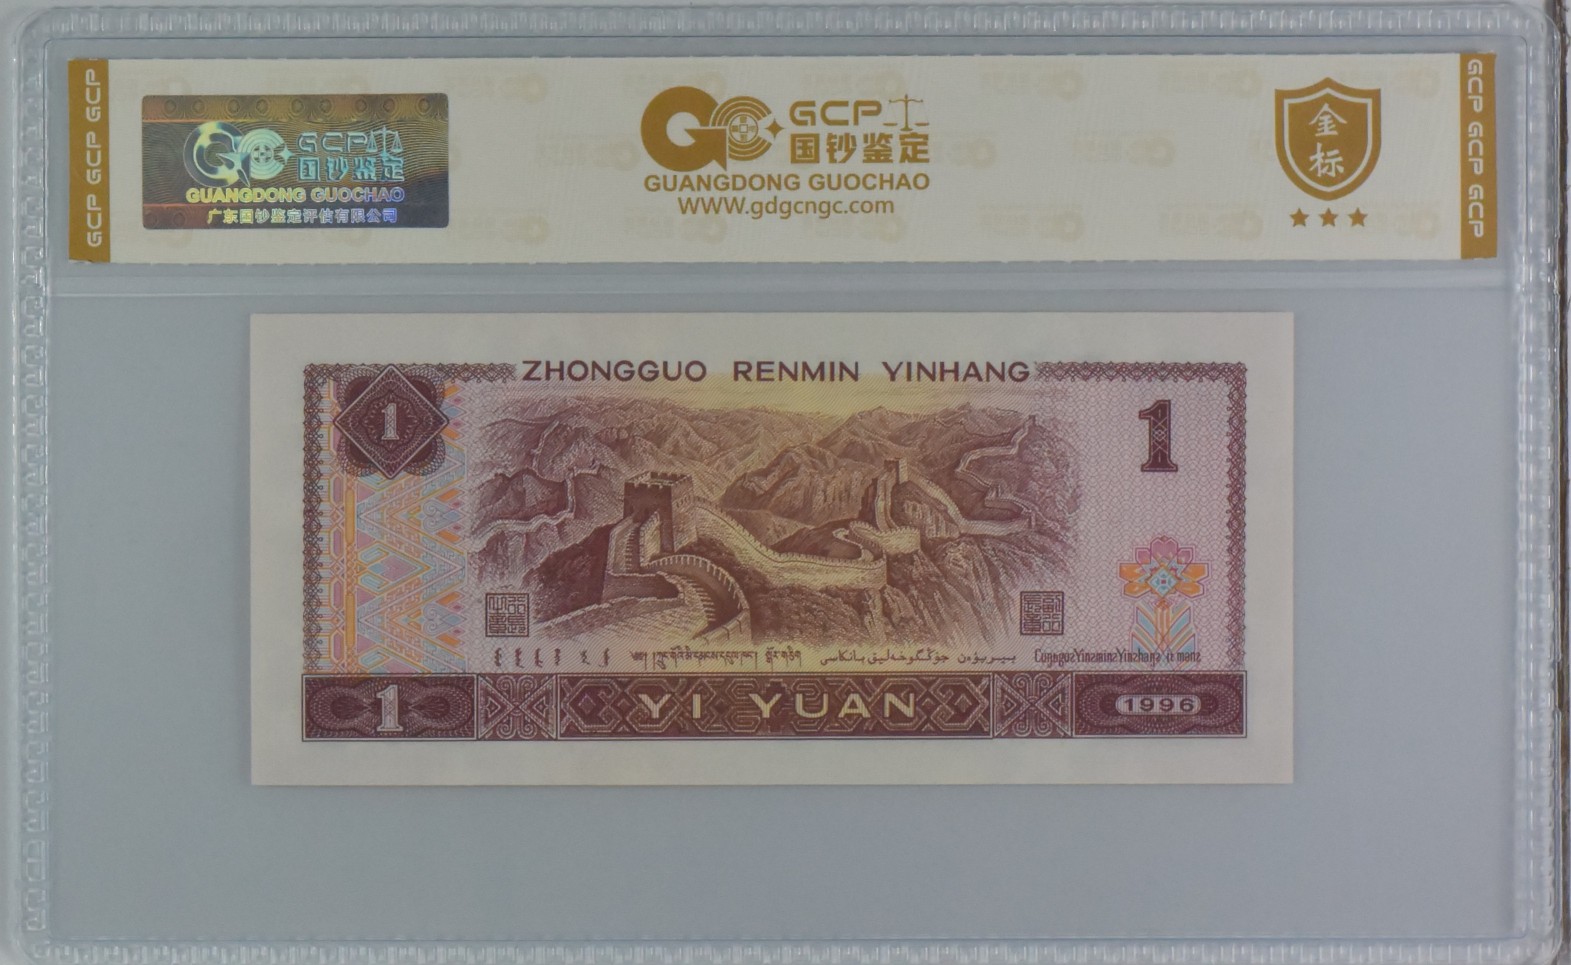 GCP GCP GCP
GCP
国钞鉴定
GUANGDONG GUOCHAO
广东国钞鉴定评估有限公司
GCP
国钞鉴定
GUANGDONG GUOCHAO
WWW.gdgcngc.com
金
标
GCP GCP GCP
ZHONGGUO RENMIN YINHANG
1
1
1
YI YUAN
1996